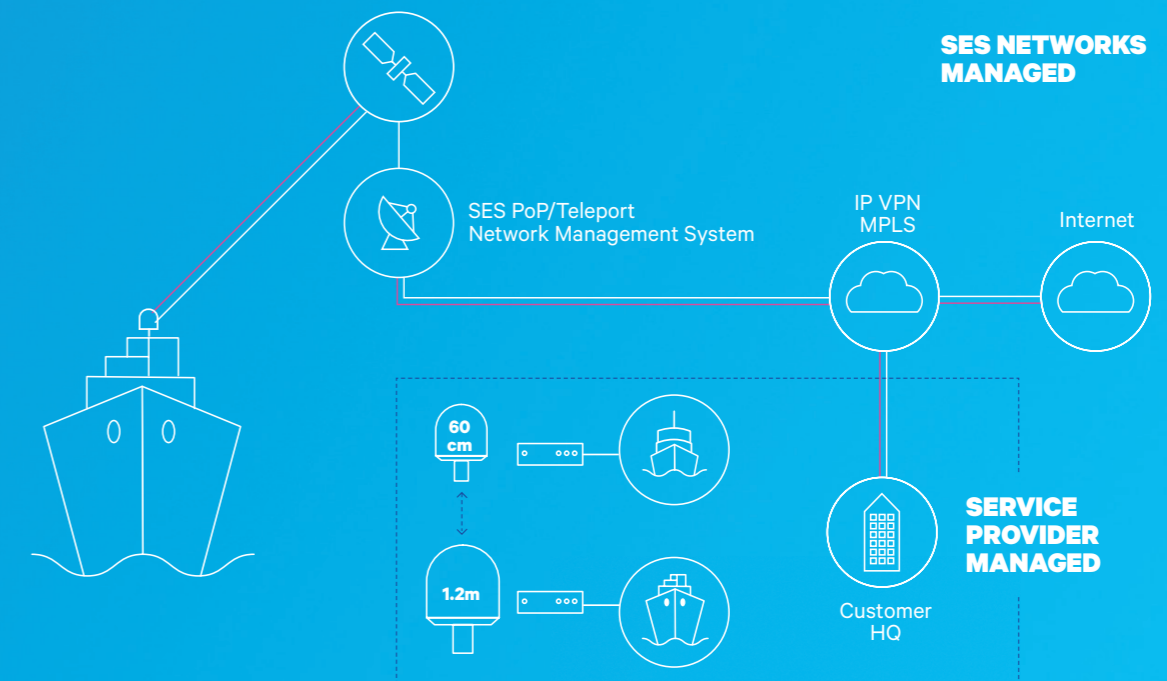 SES NETWORKS
MANAGED
SES PoP/Teleport
Network Management System
IP VPN
MPLS
Internet
60
cm
1.2m
SERVICE
PROVIDER
MANAGED
Customer
HQ